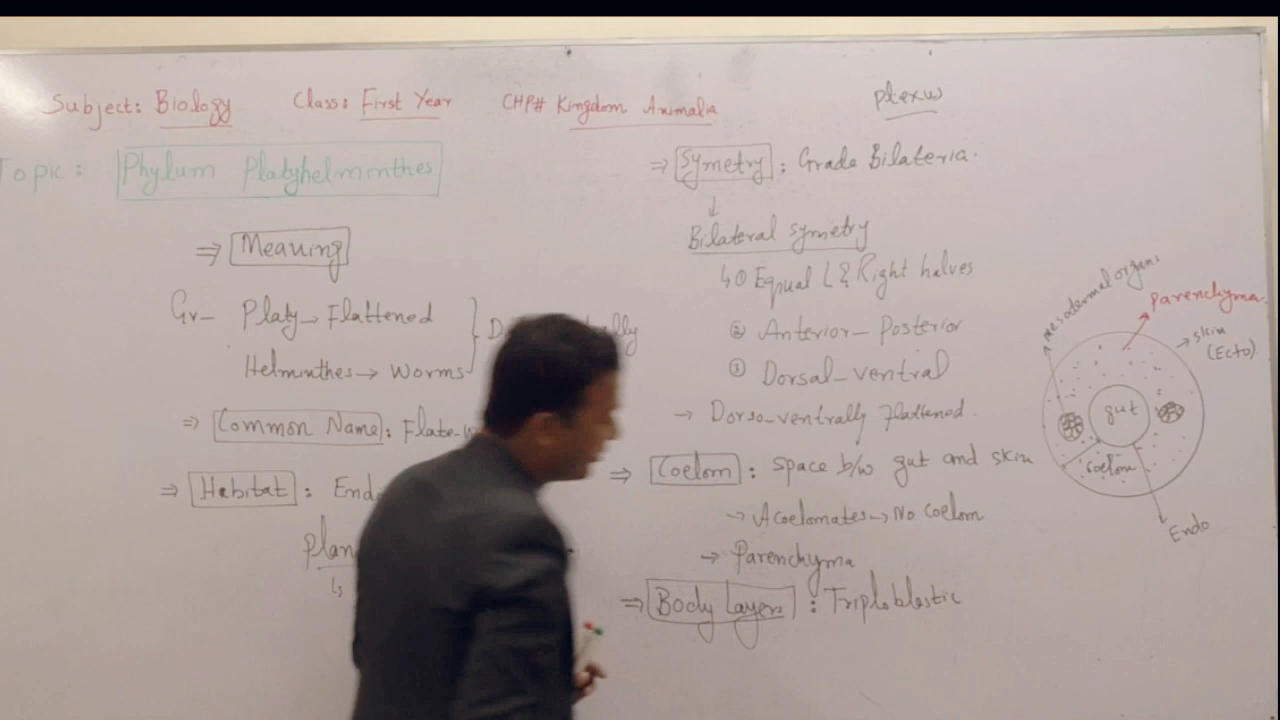 Subject: Biology Class: First Year CHP# Kingdom Animalia
plexus
Topic: Phylum Platyhelminthes
⇒ Meaning
Gr- Platy → Flattened
Helminthes → Worms
⇒ Common Name: Flate-w
⇒ Habitat: Endo
plan
⇒ Symetry: Grade Bilateria.
↓
Bilateral symetry
↳ ① Equal L & Right halves
② Anterior - Posterior
③ Dorsal - ventral
→ Dorso-ventrally flattened.
⇒ Coelom: space b/w gut and skin
→ Acoelomates → No coelom
→ Parenchyma
⇒ Body Layers: Triploblastic
mesodermal organs
parenchyma.
→ skin
(Ecto)
gut
coelom
Endo